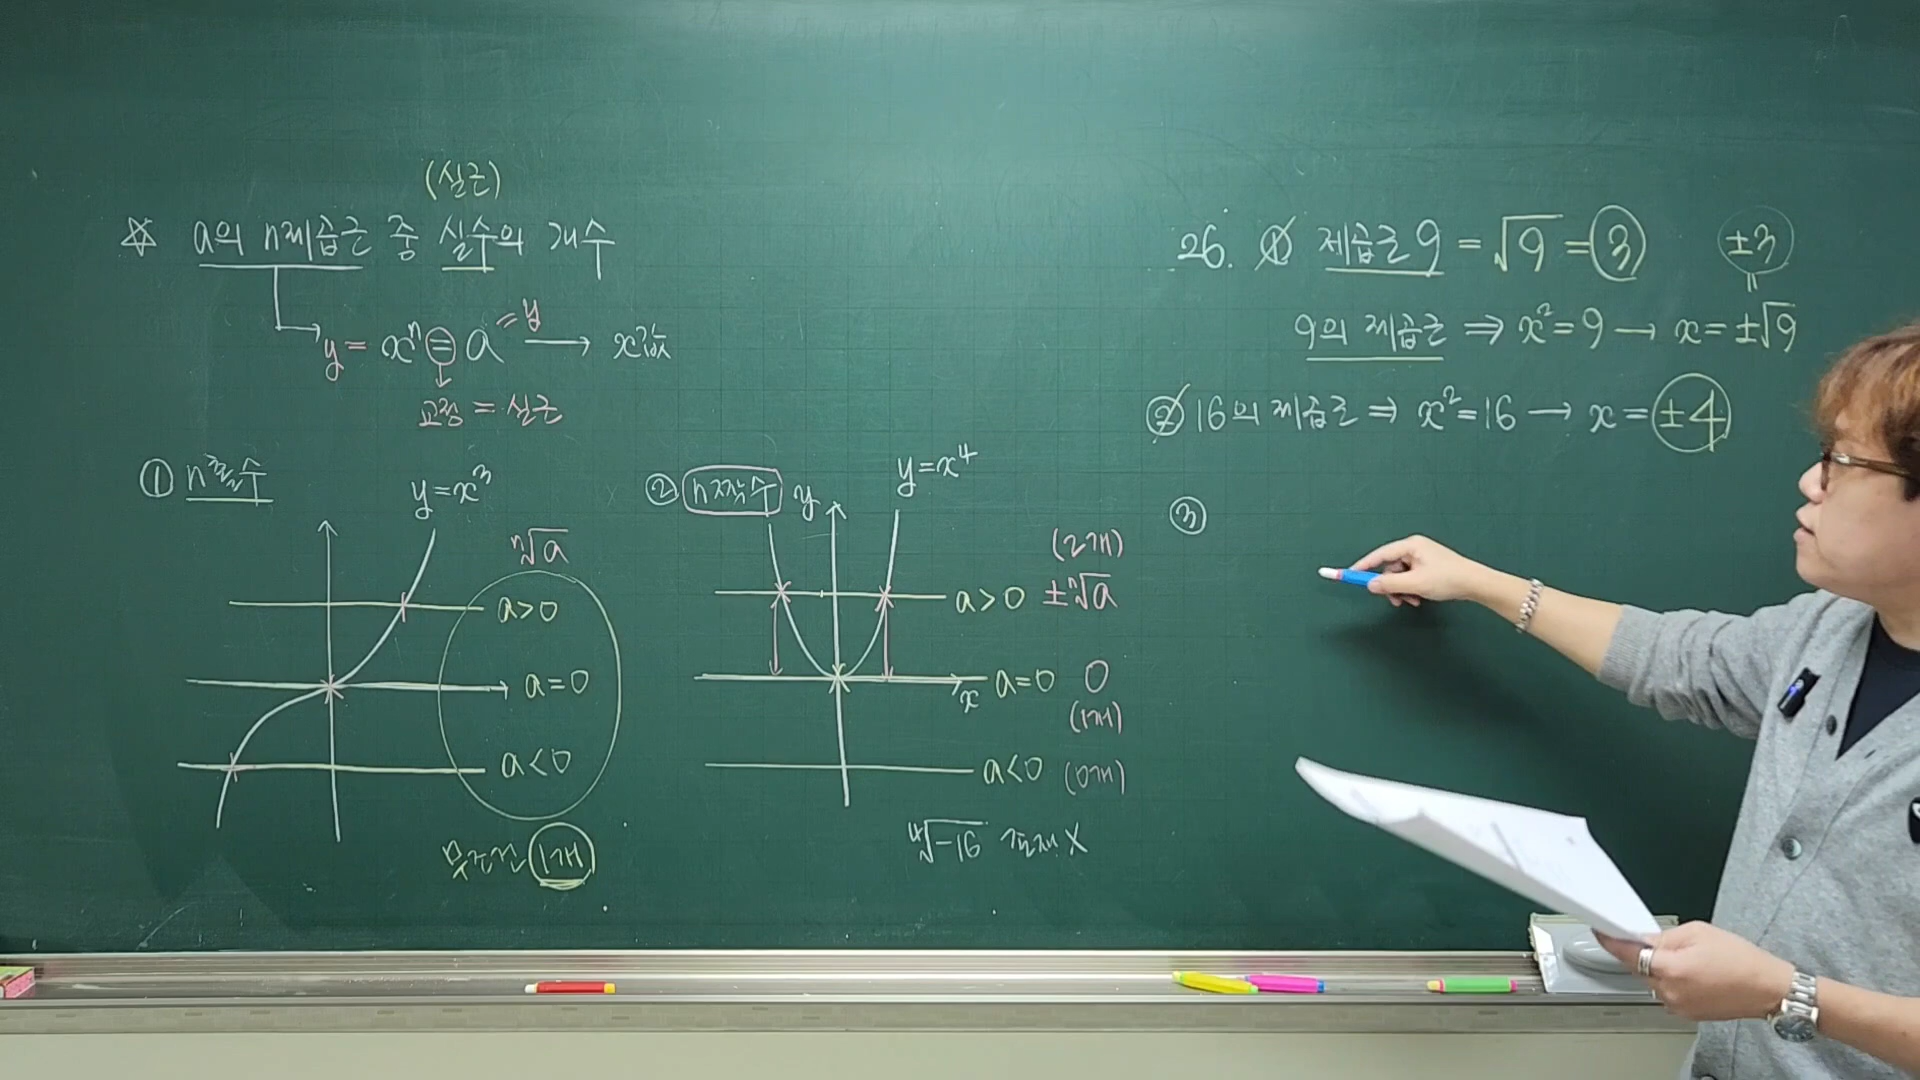 (실근)
☆ a의 n제곱근 중 실수의 개수
y = xⁿ = a = y → x값
교점 = 실근
① n홀수
y=x³
ⁿ√a
a>0
a=0
a<0
무조건 1개
② n짝수
y
y=x⁴
(2개)
a>0 ±ⁿ√a
x
a=0 0
(1개)
a<0 (0개)
⁴√-16 존재 X
26. ① 제곱근 9 = √9 = 3
±3
=
9의 제곱근 ⇒ x²=9 → x=±√9
② 16의 제곱근 ⇒ x²=16 → x=±4
③